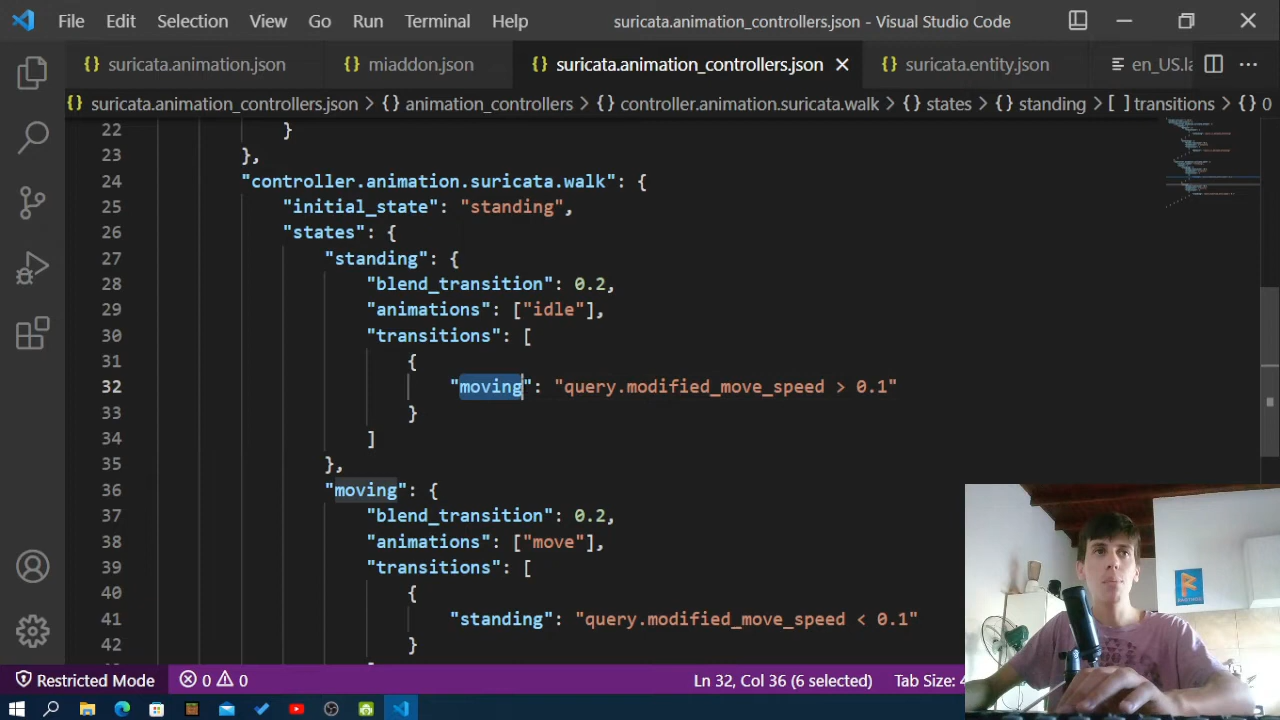 File Edit Selection View Go Run Terminal Help suricata.animation_controllers.json - Visual Studio Code
{} suricata.animation.json {} miaddon.json {} suricata.animation_controllers.json {} suricata.entity.json en_US.la
{} suricata.animation_controllers.json > {} animation_controllers > {} controller.animation.suricata.walk > {} states > {} standing > [ ] transitions > {} 0
22 }
23 },
24 "controller.animation.suricata.walk": {
25 "initial_state": "standing",
26 "states": {
27 "standing": {
28 "blend_transition": 0.2,
29 "animations": ["idle"],
30 "transitions": [
31 {
32 "moving": "query.modified_move_speed > 0.1"
33 }
34 ]
35 },
36 "moving": {
37 "blend_transition": 0.2,
38 "animations": ["move"],
39 "transitions": [
40 {
41 "standing": "query.modified_move_speed < 0.1"
42 }
Restricted Mode 0 0 Ln 32, Col 36 (6 selected) Tab Size: